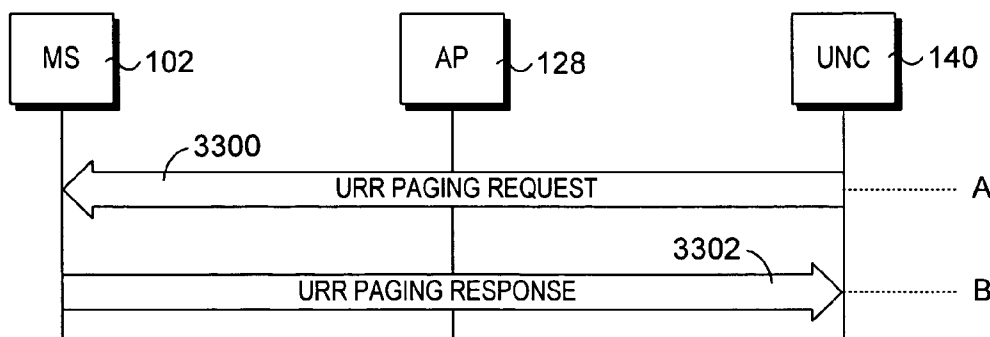 MS 102 AP 128 UNC 140
3300
URR PAGING REQUEST A
3302
URR PAGING RESPONSE B